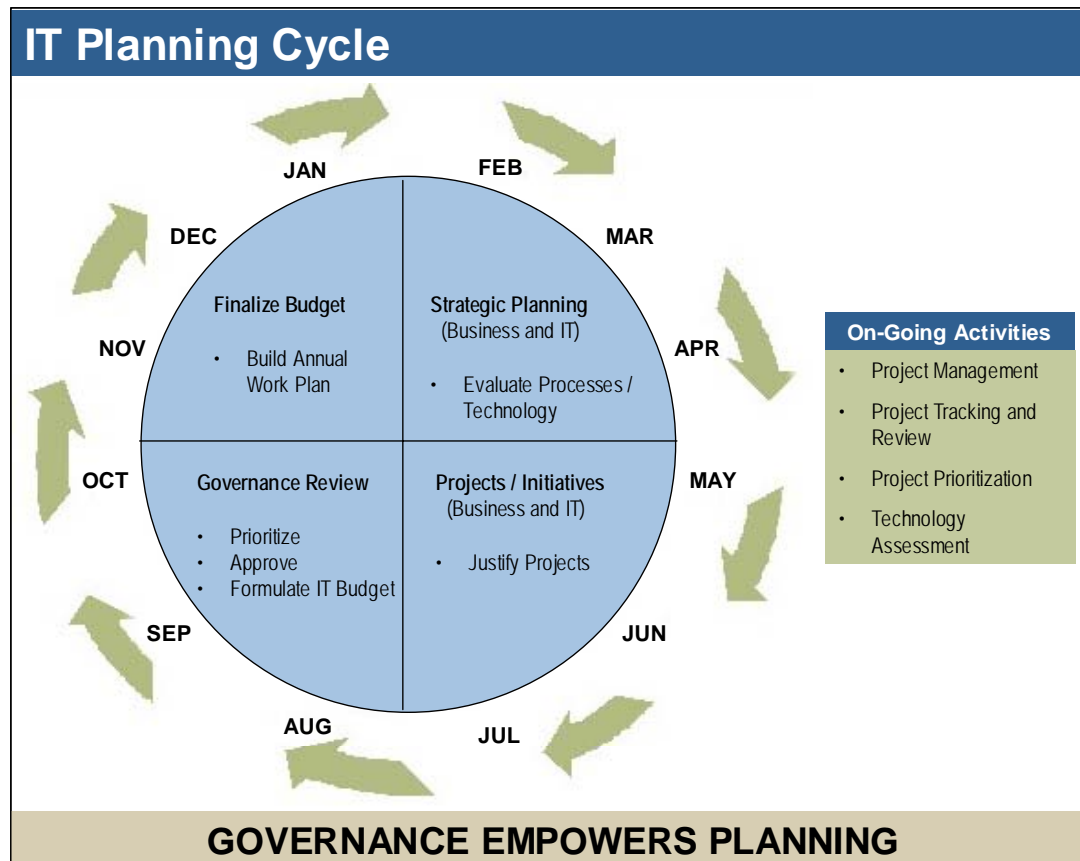 IT Planning Cycle
JAN
FEB
DEC
MAR
Finalize Budget
• Build Annual
Work Plan
Strategic Planning
(Business and IT)
• Evaluate Processes /
Technology
NOV
APR
On-Going Activities
• Project Management
• Project Tracking and
Review
• Project Prioritization
• Technology
Assessment
OCT
MAY
Governance Review
• Prioritize
• Approve
• Formulate IT Budget
Projects / Initiatives
(Business and IT)
• Justify Projects
SEP
JUN
AUG
JUL
GOVERNANCE EMPOWERS PLANNING